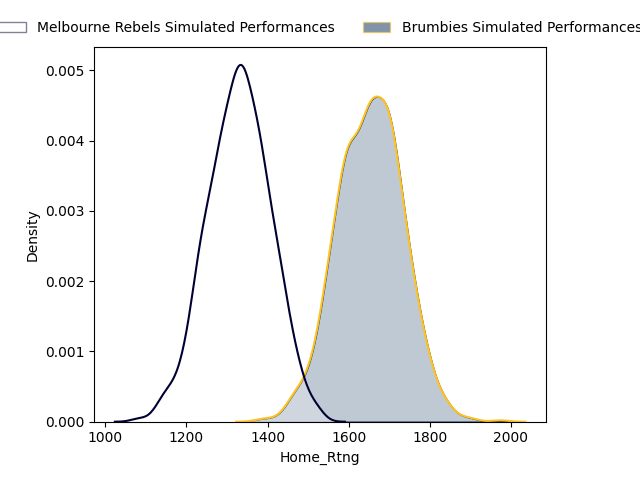 Melbourne Rebels Simulated Performances Brumbies Simulated Performances
0.005
0.004
0.003
0.002
0.001
0.000
Density
1000 1200 1400 1600 1800 2000
Home_Rtng